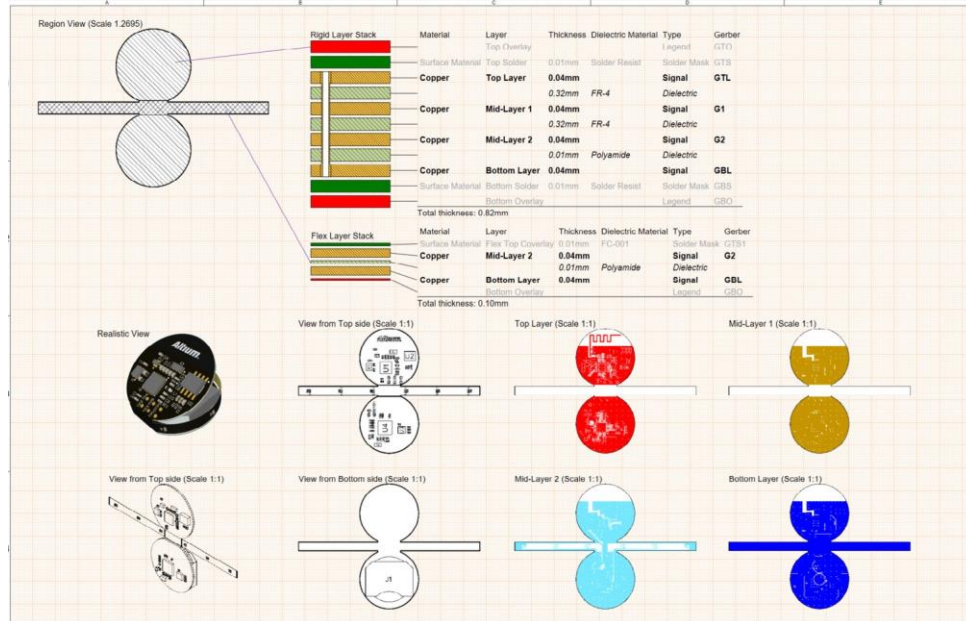 A B C D E
Region View (Scale 1.2695)
Rigid Layer Stack
Material Layer Thickness Dielectric Material Type Gerber
Top Overlay Legend GTO
Surface Material Top Solder 0.01mm Solder Resist Solder Mask GTS
Copper Top Layer 0.04mm Signal GTL
0.32mm FR-4 Dielectric
Copper Mid-Layer 1 0.04mm Signal G1
0.32mm FR-4 Dielectric
Copper Mid-Layer 2 0.04mm Signal G2
0.01mm Polyamide Dielectric
Copper Bottom Layer 0.04mm Signal GBL
Surface Material Bottom Solder 0.01mm Solder Resist Solder Mask GBS
Bottom Overlay Legend GBO
Total thickness: 0.82mm
Flex Layer Stack
Material Layer Thickness Dielectric Material Type Gerber
Surface Material Flex Top Coverlay 0.01mm FC-001 Solder Mask GTS1
Copper Mid-Layer 2 0.04mm Signal G2
0.01mm Polyamide Dielectric
Copper Bottom Layer 0.04mm Signal GBL
Bottom Overlay Legend GBO
Total thickness: 0.10mm
Realistic View
Altium
View from Top side (Scale 1:1)
Altium
U1 U2
U4
Top Layer (Scale 1:1)
Mid-Layer 1 (Scale 1:1)
View from Top side (Scale 1:1)
View from Bottom side (Scale 1:1)
J1
Mid-Layer 2 (Scale 1:1)
Bottom Layer (Scale 1:1)